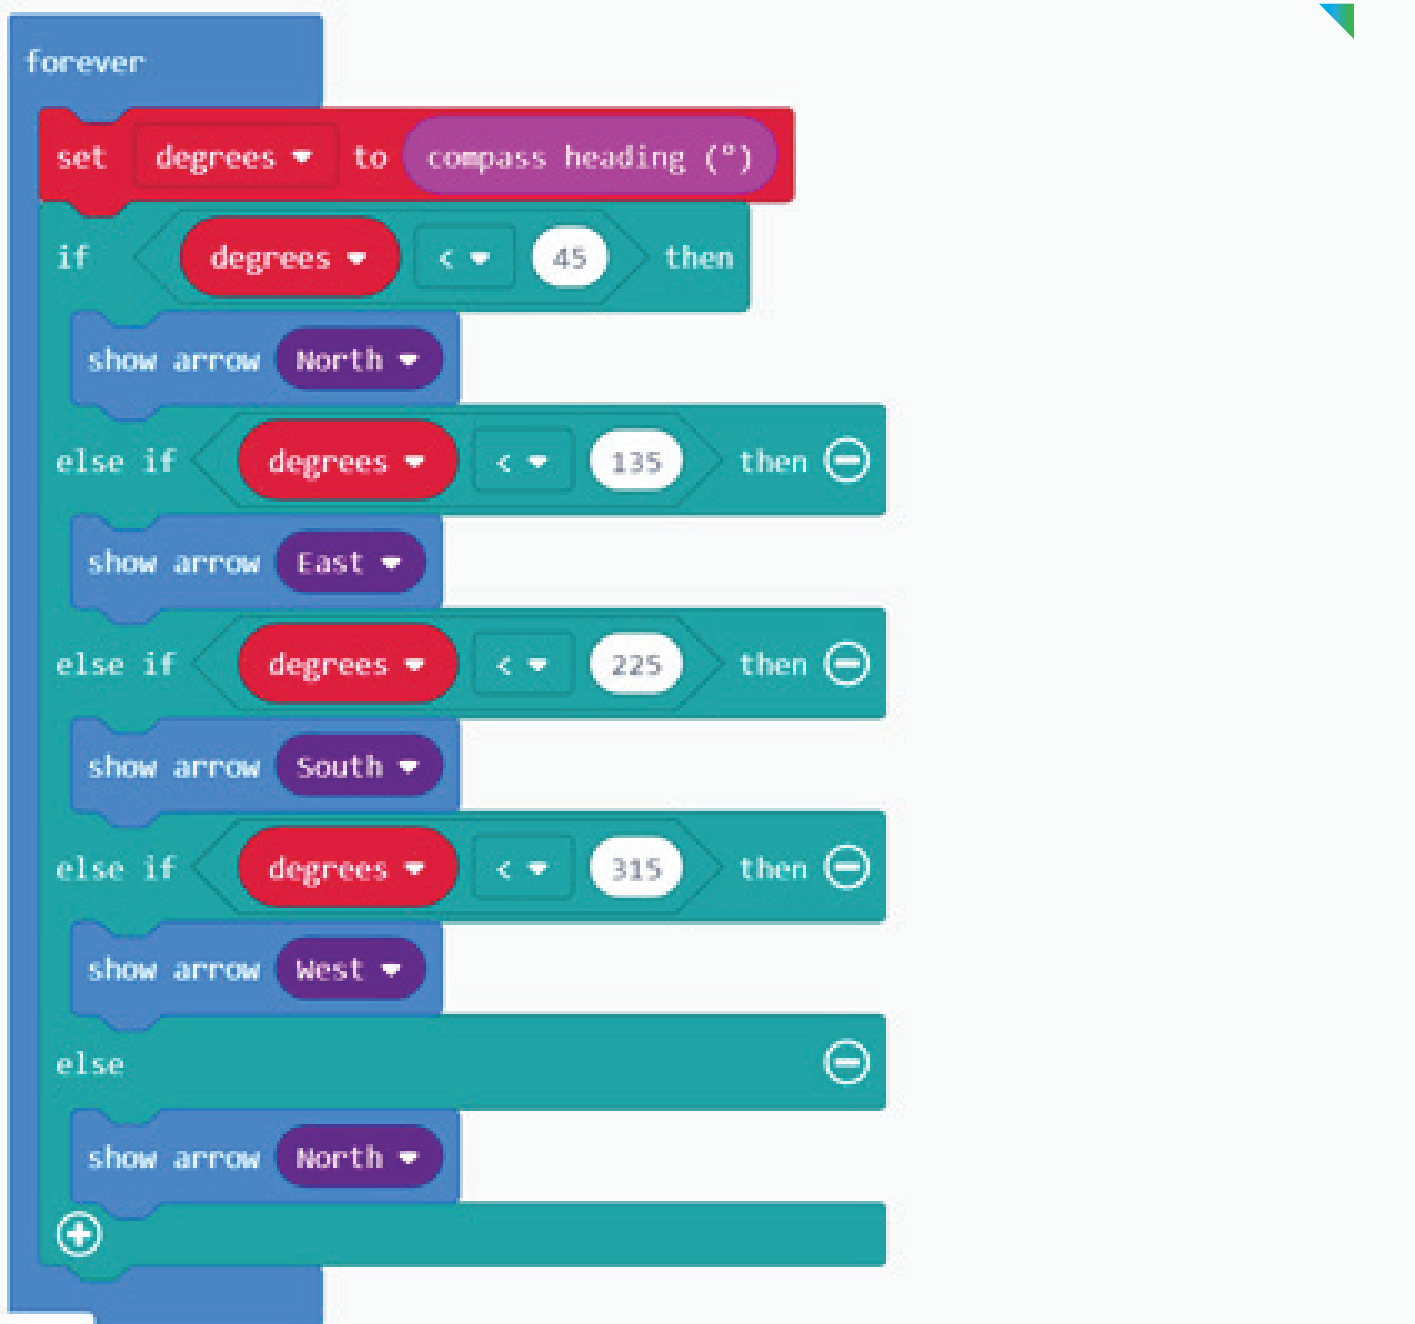 forever
set degrees to compass heading (°)
if degrees < 45 then
show arrow North
else if degrees < 135 then
show arrow East
else if degrees < 225 then
show arrow South
else if degrees < 315 then
show arrow West
else
show arrow North